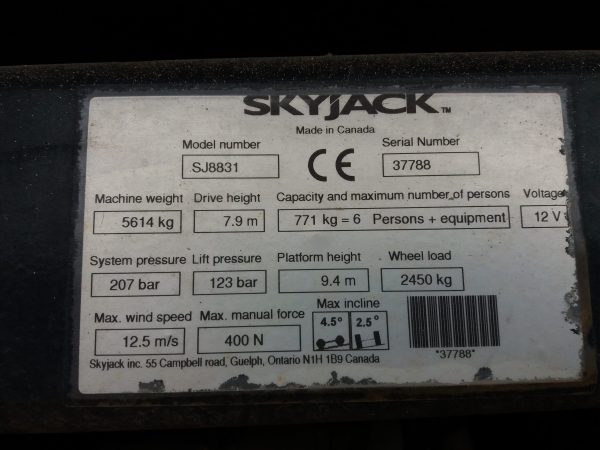 SKYJACK™
Made in Canada
Model number
Serial Number
SJ8831
CE
37788
Machine weight
Drive height
Capacity and maximum number of persons
Voltage
5614 kg
7.9 m
771 kg = 6 Persons + equipment
12 V
System pressure
Lift pressure
Platform height
Wheel load
207 bar
123 bar
9.4 m
2450 kg
Max. wind speed
Max. manual force
Max incline
12.5 m/s
400 N
4.5°
2.5°
*37788*
Skyjack inc. 55 Campbell road, Guelph, Ontario N1H 1B9 Canada